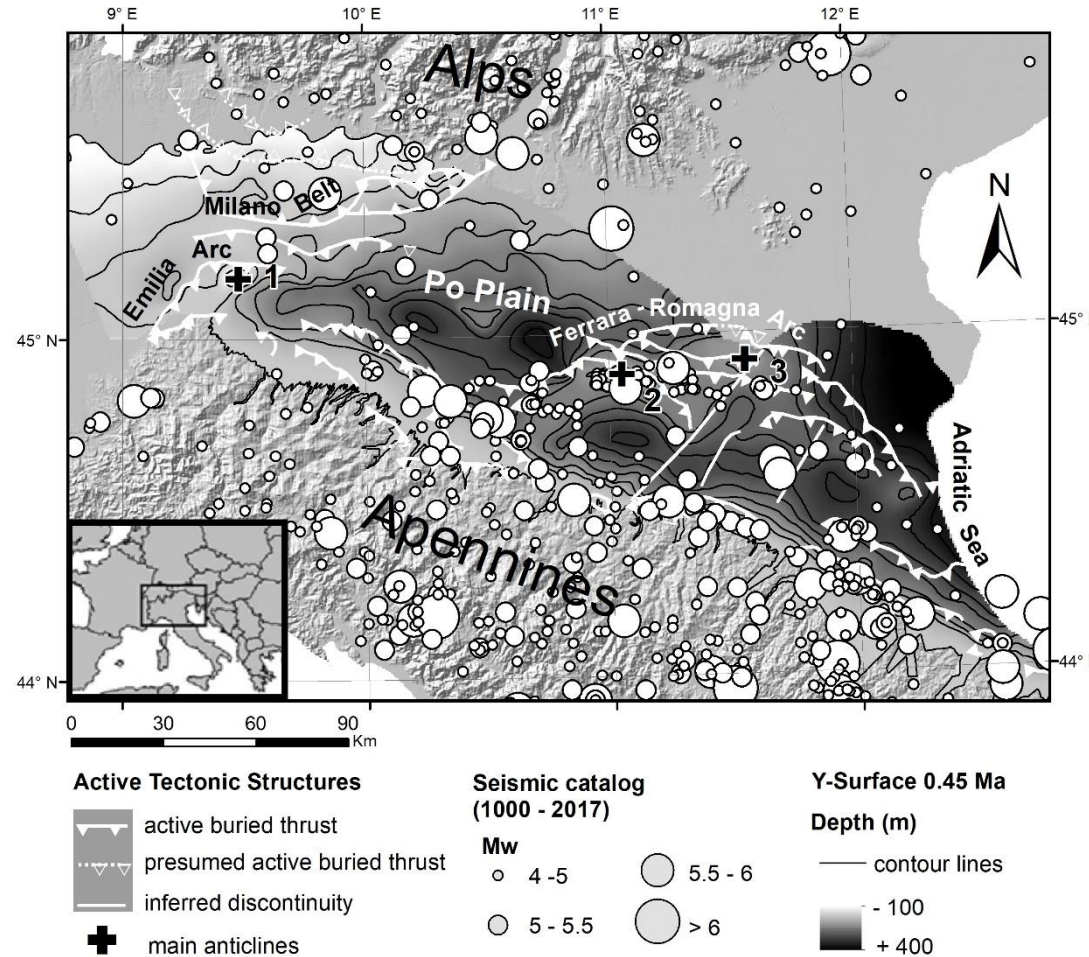 9° E 10° E 11° E 12° E
Alps
N
Milano Belt
Arc
1
Emilia
Po Plain
Ferrara - Romagna Arc
45° N
45° N
3
2
Adriatic Sea
Apennines
44° N
44° N
0 30 60 90
Km
Active Tectonic Structures
active buried thrust
presumed active buried thrust
inferred discontinuity
main anticlines
Seismic catalog
(1000 - 2017)
Mw
4 -5
5 - 5.5
5.5 - 6
> 6
Y-Surface 0.45 Ma
Depth (m)
contour lines
- 100
+ 400